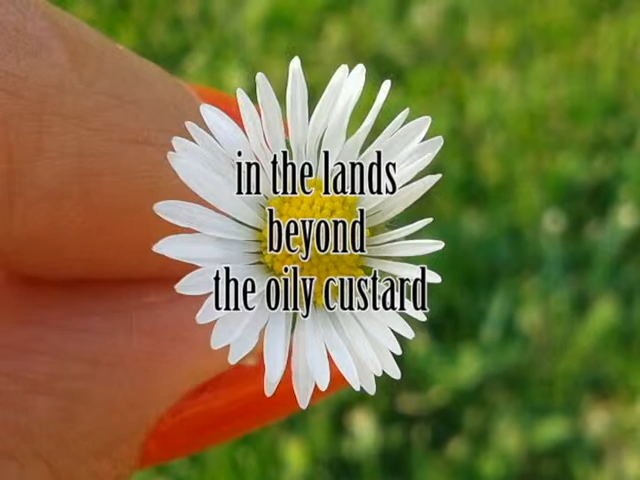 in the lands
beyond
the oily custard